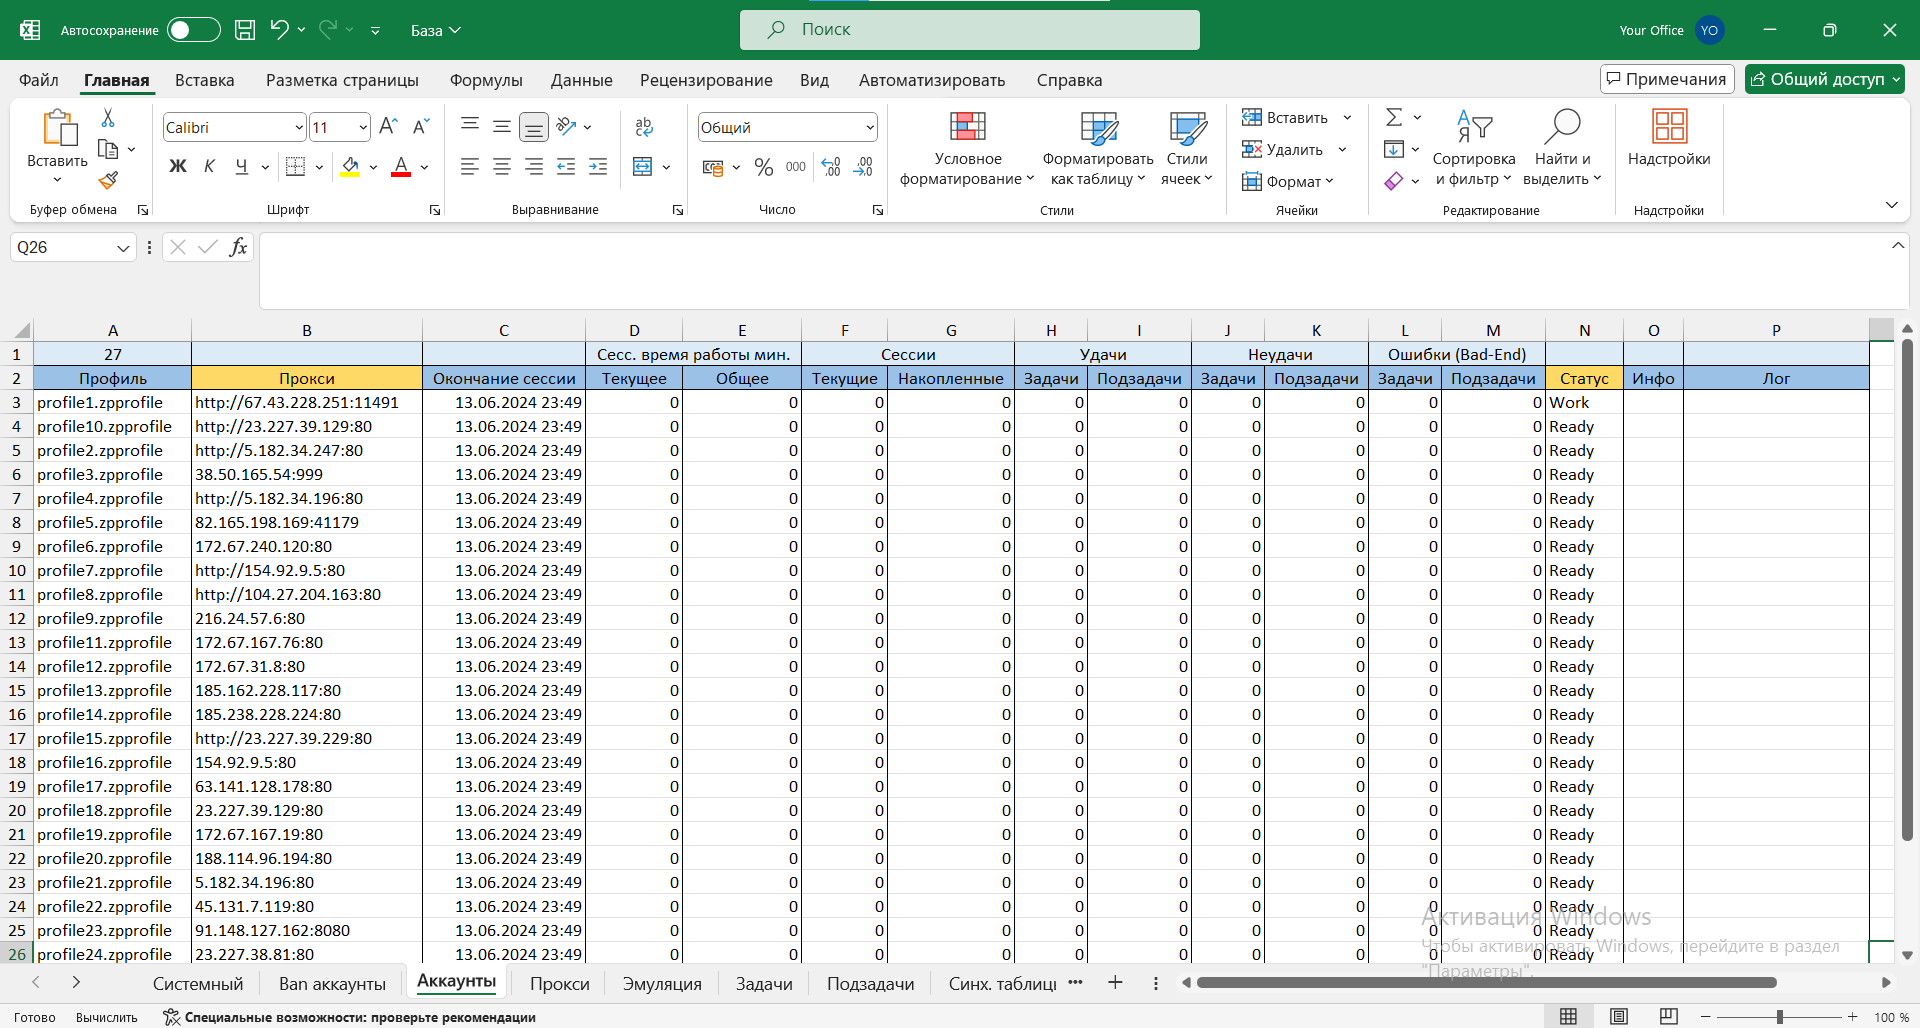 Автосохранение
База
Поиск
Your Office YO
Файл Главная Вставка Разметка страницы Формулы Данные Рецензирование Вид Автоматизировать Справка Примечания Общий доступ
Вставить
Буфер обмена
Calibri 11
Ж К Ч
Шрифт
Выравнивание
Общий
% 000
Число
Условное форматирование
Форматировать как таблицу
Стили ячеек
Стили
Вставить
Удалить
Формат
Ячейки
Сортировка и фильтр
Найти и выделить
Редактирование
Надстройки
Надстройки
Q26 fx
A B C D E F G H I J K L M N O P
1 27 Сесс. время работы мин. Сессии Удачи Неудачи Ошибки (Bad-End)
2 Профиль Прокси Окончание сессии Текущее Общее Текущие Накопленные Задачи Подзадачи Задачи Подзадачи Задачи Подзадачи Статус Инфо Лог
3 profile1.zpprofile http://67.43.228.251:11491 13.06.2024 23:49 0 0 0 0 0 0 0 0 0 0 Work
4 profile10.zpprofile http://23.227.39.129:80 13.06.2024 23:49 0 0 0 0 0 0 0 0 0 0 Ready
5 profile2.zpprofile http://5.182.34.247:80 13.06.2024 23:49 0 0 0 0 0 0 0 0 0 0 Ready
6 profile3.zpprofile 38.50.165.54:999 13.06.2024 23:49 0 0 0 0 0 0 0 0 0 0 Ready
7 profile4.zpprofile http://5.182.34.196:80 13.06.2024 23:49 0 0 0 0 0 0 0 0 0 0 Ready
8 profile5.zpprofile 82.165.198.169:41179 13.06.2024 23:49 0 0 0 0 0 0 0 0 0 0 Ready
9 profile6.zpprofile 172.67.240.120:80 13.06.2024 23:49 0 0 0 0 0 0 0 0 0 0 Ready
10 profile7.zpprofile http://154.92.9.5:80 13.06.2024 23:49 0 0 0 0 0 0 0 0 0 0 Ready
11 profile8.zpprofile http://104.27.204.163:80 13.06.2024 23:49 0 0 0 0 0 0 0 0 0 0 Ready
12 profile9.zpprofile 216.24.57.6:80 13.06.2024 23:49 0 0 0 0 0 0 0 0 0 0 Ready
13 profile11.zpprofile 172.67.167.76:80 13.06.2024 23:49 0 0 0 0 0 0 0 0 0 0 Ready
14 profile12.zpprofile 172.67.31.8:80 13.06.2024 23:49 0 0 0 0 0 0 0 0 0 0 Ready
15 profile13.zpprofile 185.162.228.117:80 13.06.2024 23:49 0 0 0 0 0 0 0 0 0 0 Ready
16 profile14.zpprofile 185.238.228.224:80 13.06.2024 23:49 0 0 0 0 0 0 0 0 0 0 Ready
17 profile15.zpprofile http://23.227.39.229:80 13.06.2024 23:49 0 0 0 0 0 0 0 0 0 0 Ready
18 profile16.zpprofile 154.92.9.5:80 13.06.2024 23:49 0 0 0 0 0 0 0 0 0 0 Ready
19 profile17.zpprofile 63.141.128.178:80 13.06.2024 23:49 0 0 0 0 0 0 0 0 0 0 Ready
20 profile18.zpprofile 23.227.39.129:80 13.06.2024 23:49 0 0 0 0 0 0 0 0 0 0 Ready
21 profile19.zpprofile 172.67.167.19:80 13.06.2024 23:49 0 0 0 0 0 0 0 0 0 0 Ready
22 profile20.zpprofile 188.114.96.194:80 13.06.2024 23:49 0 0 0 0 0 0 0 0 0 0 Ready
23 profile21.zpprofile 5.182.34.196:80 13.06.2024 23:49 0 0 0 0 0 0 0 0 0 0 Ready
24 profile22.zpprofile 45.131.7.119:80 13.06.2024 23:49 0 0 0 0 0 0 0 0 0 0 Ready
25 profile23.zpprofile 91.148.127.162:8080 13.06.2024 23:49 0 0 0 0 0 0 0 0 0 0 Ready
26 profile24.zpprofile 23.227.38.81:80 13.06.2024 23:49 0 0 0 0 0 0 0 0 0 0 Ready
Активация Windows
Чтобы активировать Windows, перейдите в раздел
"Параметры".
Системный Ban аккаунты Аккаунты Прокси Эмуляция Задачи Подзадачи Синх. таблиц
Готово Вычислить Специальные возможности: проверьте рекомендации 100 %